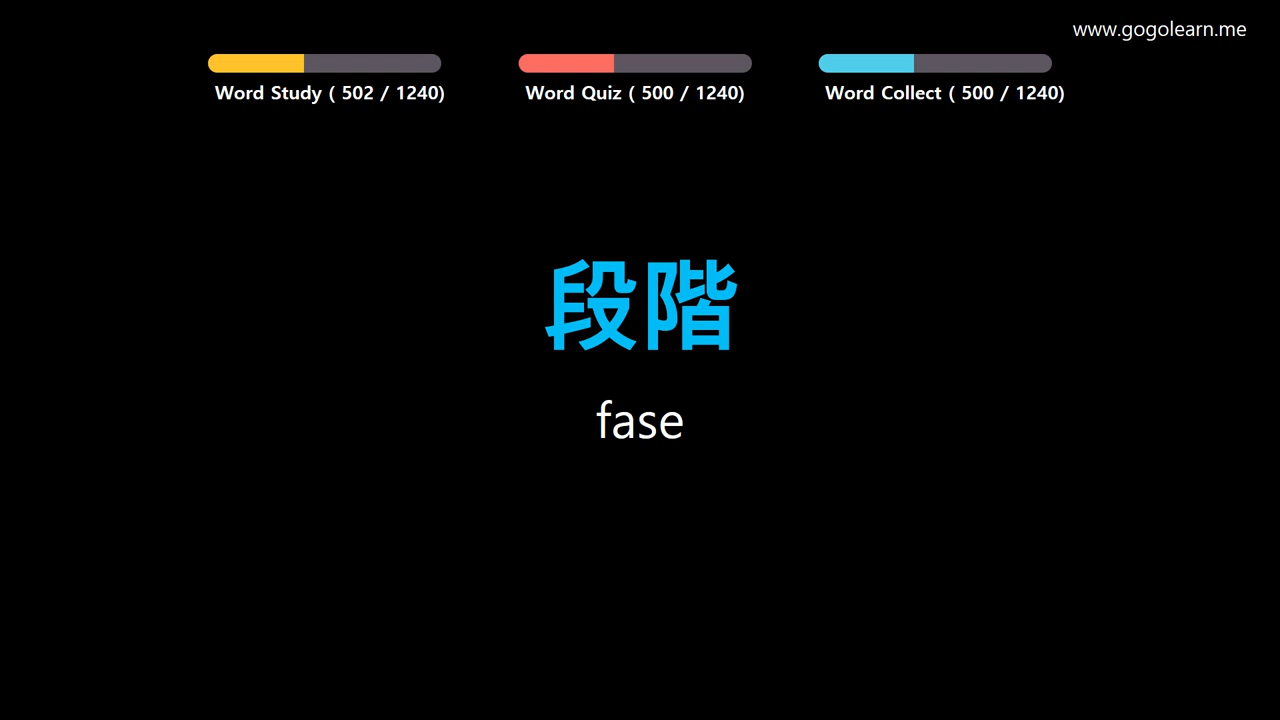 www.gogolearn.me
Word Study ( 502 / 1240)
Word Quiz ( 500 / 1240)
Word Collect ( 500 / 1240)
段階
fase